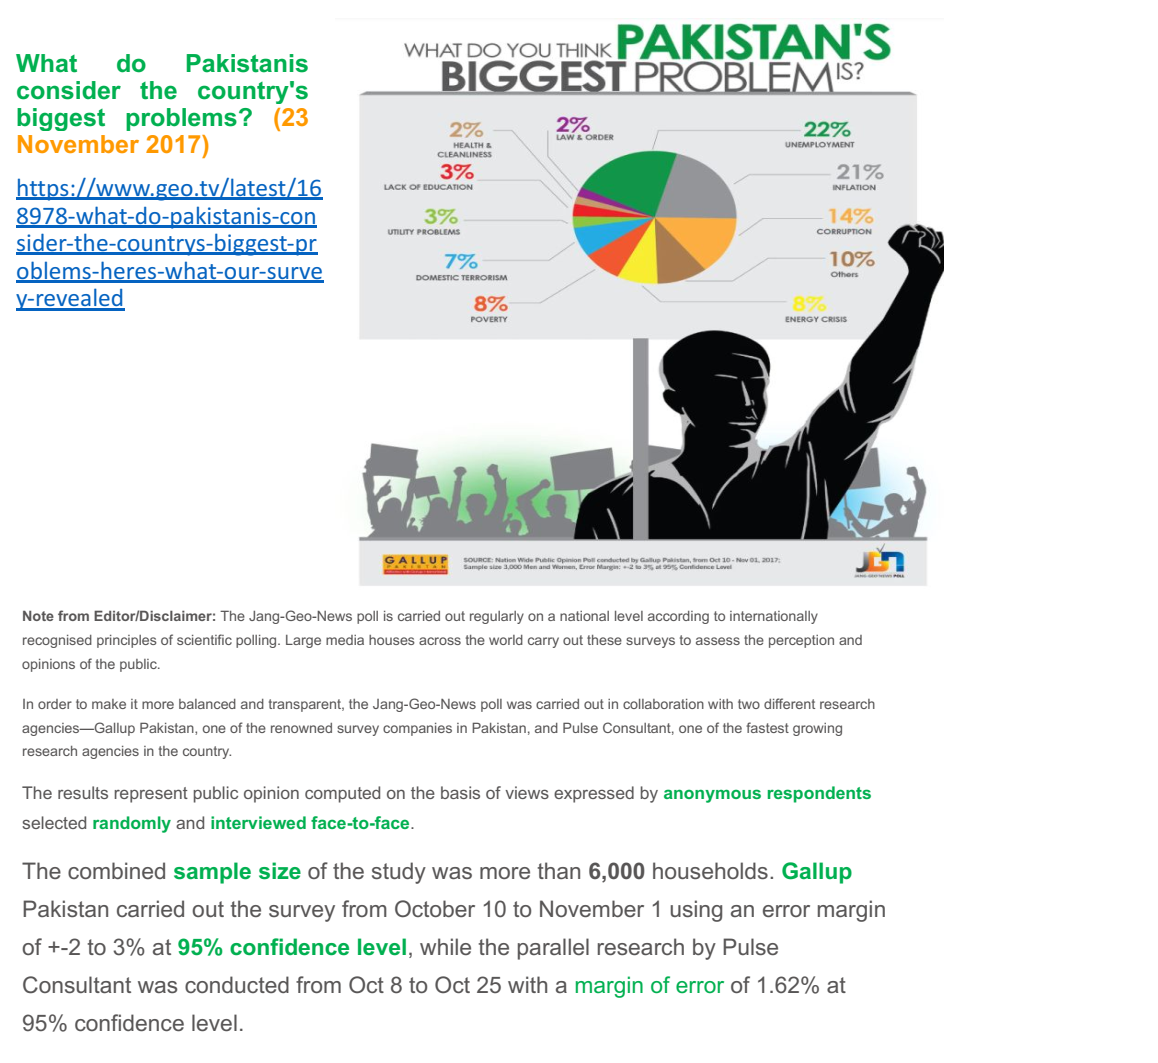 What do Pakistanis
consider the country's
biggest problems? (23
November 2017)
https://www.geo.tv/latest/16
8978-what-do-pakistanis-con
sider-the-countrys-biggest-pr
oblems-heres-what-our-surve
y-revealed
WHAT DO YOU THINK PAKISTAN'S
BIGGEST PROBLEM IS?
2%
HEALTH &
CLEANLINESS
2%
LAW & ORDER
22%
UNEMPLOYMENT
3%
LACK OF EDUCATION
21%
INFLATION
3%
UTILITY PROBLEMS
14%
CORRUPTION
7%
DOMESTIC TERRORISM
10%
Others
8%
POVERTY
8%
ENERGY CRISIS
GALLUP
PAKISTAN
SOURCE: Nation Wide Public Opinion Poll conducted by Gallup Pakistan, from Oct 10 - Nov 01, 2017;
Sample size 3,000 Men and Women, Error Margin: +-2 to 3% at 95% Confidence Level
JANG-GEO-NEWS POLL
Note from Editor/Disclaimer: The Jang-Geo-News poll is carried out regularly on a national level according to internationally
recognised principles of scientific polling. Large media houses across the world carry out these surveys to assess the perception and
opinions of the public.
In order to make it more balanced and transparent, the Jang-Geo-News poll was carried out in collaboration with two different research
agencies—Gallup Pakistan, one of the renowned survey companies in Pakistan, and Pulse Consultant, one of the fastest growing
research agencies in the country.
The results represent public opinion computed on the basis of views expressed by anonymous respondents
selected randomly and interviewed face-to-face.
The combined sample size of the study was more than 6,000 households. Gallup
Pakistan carried out the survey from October 10 to November 1 using an error margin
of +-2 to 3% at 95% confidence level, while the parallel research by Pulse
Consultant was conducted from Oct 8 to Oct 25 with a margin of error of 1.62% at
95% confidence level.